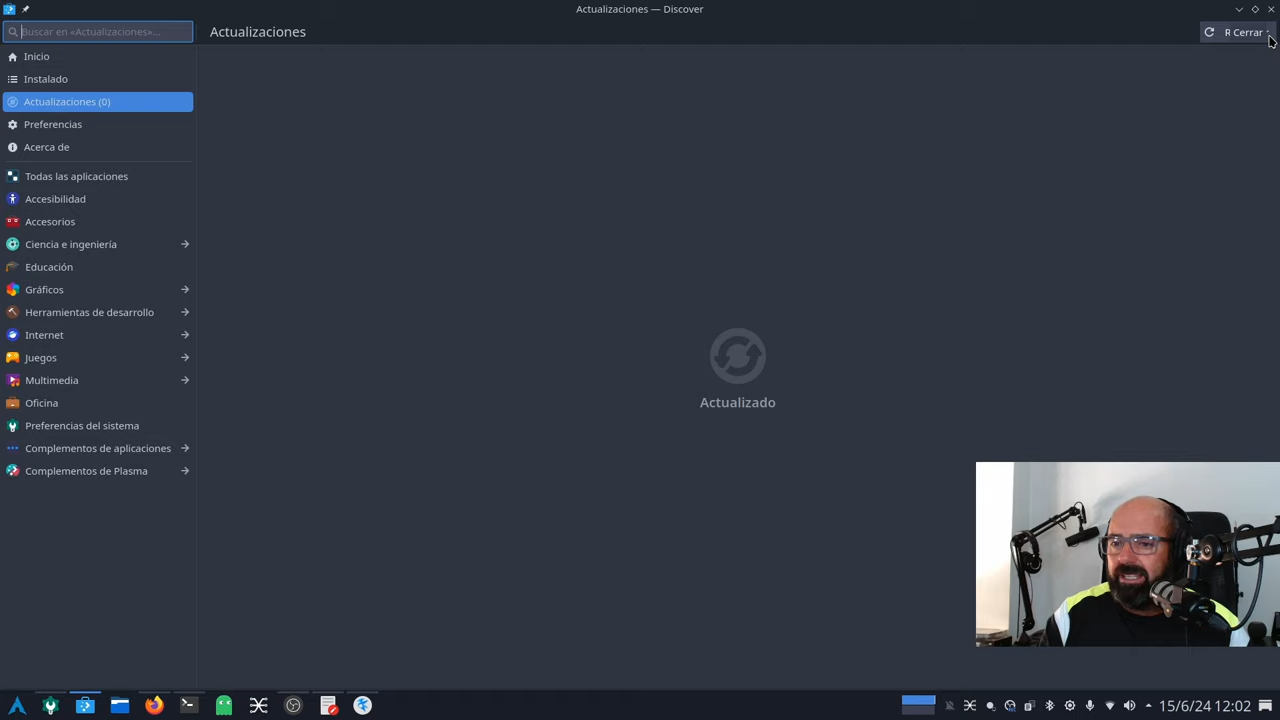 Actualizaciones — Discover
Buscar en «Actualizaciones»...
Actualizaciones
R Cerrar
Inicio
Instalado
Actualizaciones (0)
Preferencias
Acerca de
Todas las aplicaciones
Accesibilidad
Accesorios
Ciencia e ingeniería
Educación
Gráficos
Herramientas de desarrollo
Internet
Juegos
Multimedia
Oficina
Preferencias del sistema
Complementos de aplicaciones
Complementos de Plasma
Actualizado
15/6/24 12:02